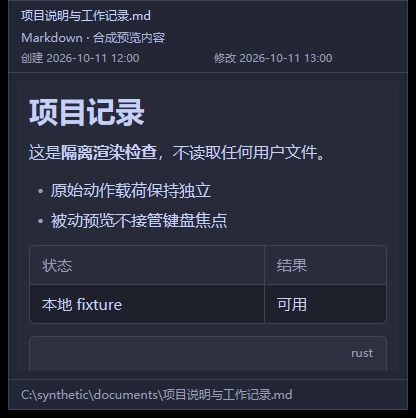 项目说明与工作记录.md
Markdown · 合成预览内容
创建 2026-10-11 12:00 修改 2026-10-11 13:00
项目记录
这是隔离渲染检查，不读取任何用户文件。
• 原始动作载荷保持独立
• 被动预览不接管键盘焦点
状态 结果
本地 fixture 可用
rust
C:\synthetic\documents\项目说明与工作记录.md